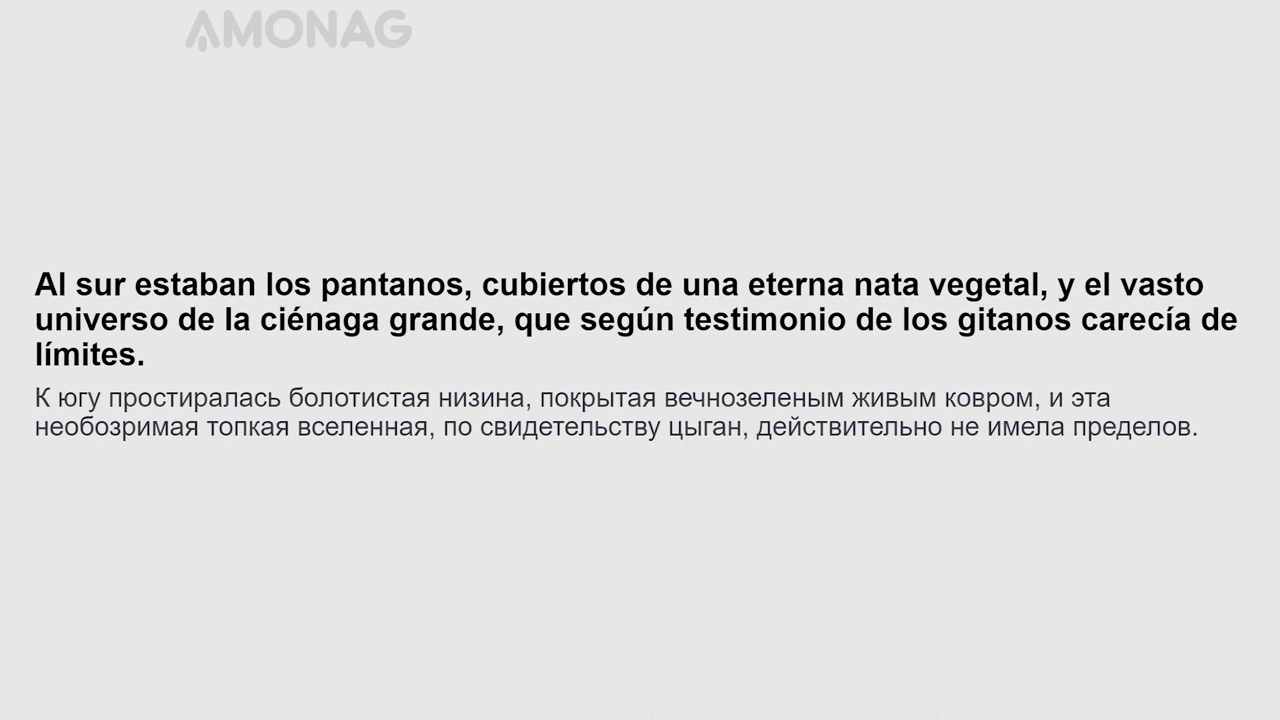 AMONAG
Al sur estaban los pantanos, cubiertos de una eterna nata vegetal, y el vasto
universo de la ciénaga grande, que según testimonio de los gitanos carecía de
límites.
К югу простиралась болотистая низина, покрытая вечнозеленым живым ковром, и эта
необозримая топкая вселенная, по свидетельству цыган, действительно не имела пределов.